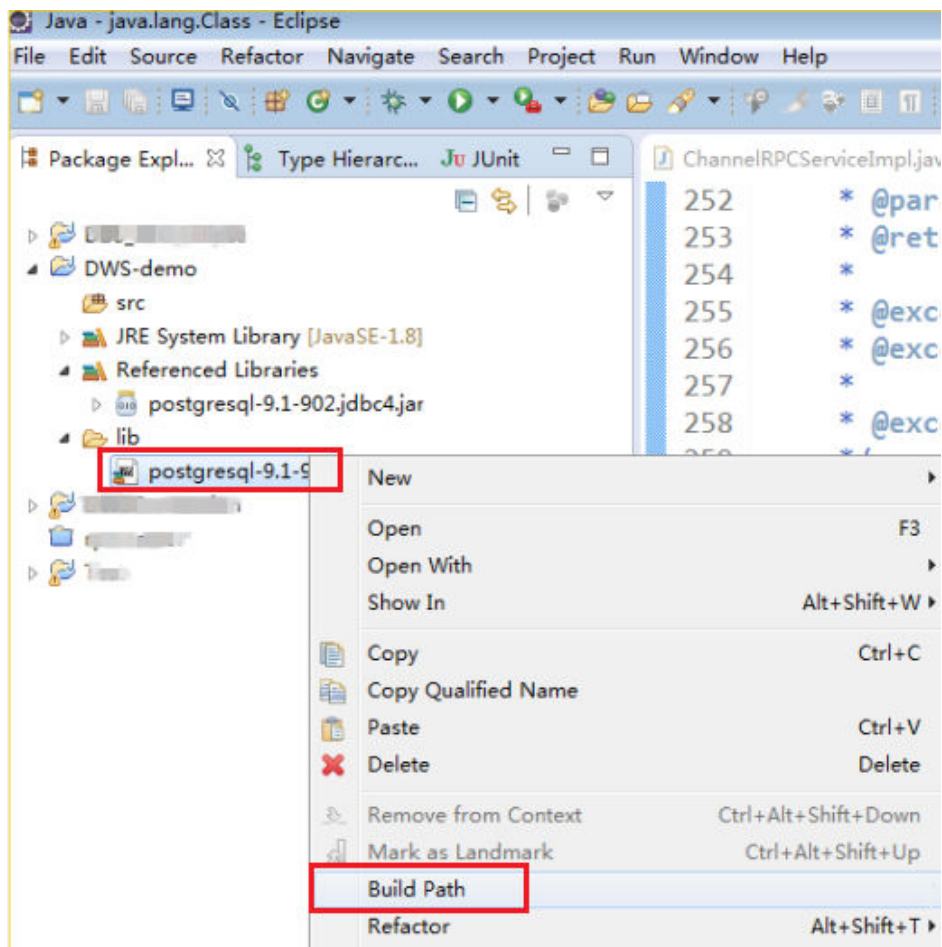 Java - java.lang.Class - Eclipse
File Edit Source Refactor Navigate Search Project Run Window Help
Package Expl... Type Hierarc... Ju JUnit
ChannelRPCServiceImpl.jav
252 * @par
253 * @ret
254 *
255 * @exc
256 * @exc
257 *
258 * @exc
DWS-demo
src
JRE System Library [JavaSE-1.8]
Referenced Libraries
postgresql-9.1-902.jdbc4.jar
lib
postgresql-9.1-9
New
Open F3
Open With
Show In Alt+Shift+W
Copy Ctrl+C
Copy Qualified Name
Paste Ctrl+V
Delete Delete
Remove from Context Ctrl+Alt+Shift+Down
Mark as Landmark Ctrl+Alt+Shift+Up
Build Path
Refactor Alt+Shift+T